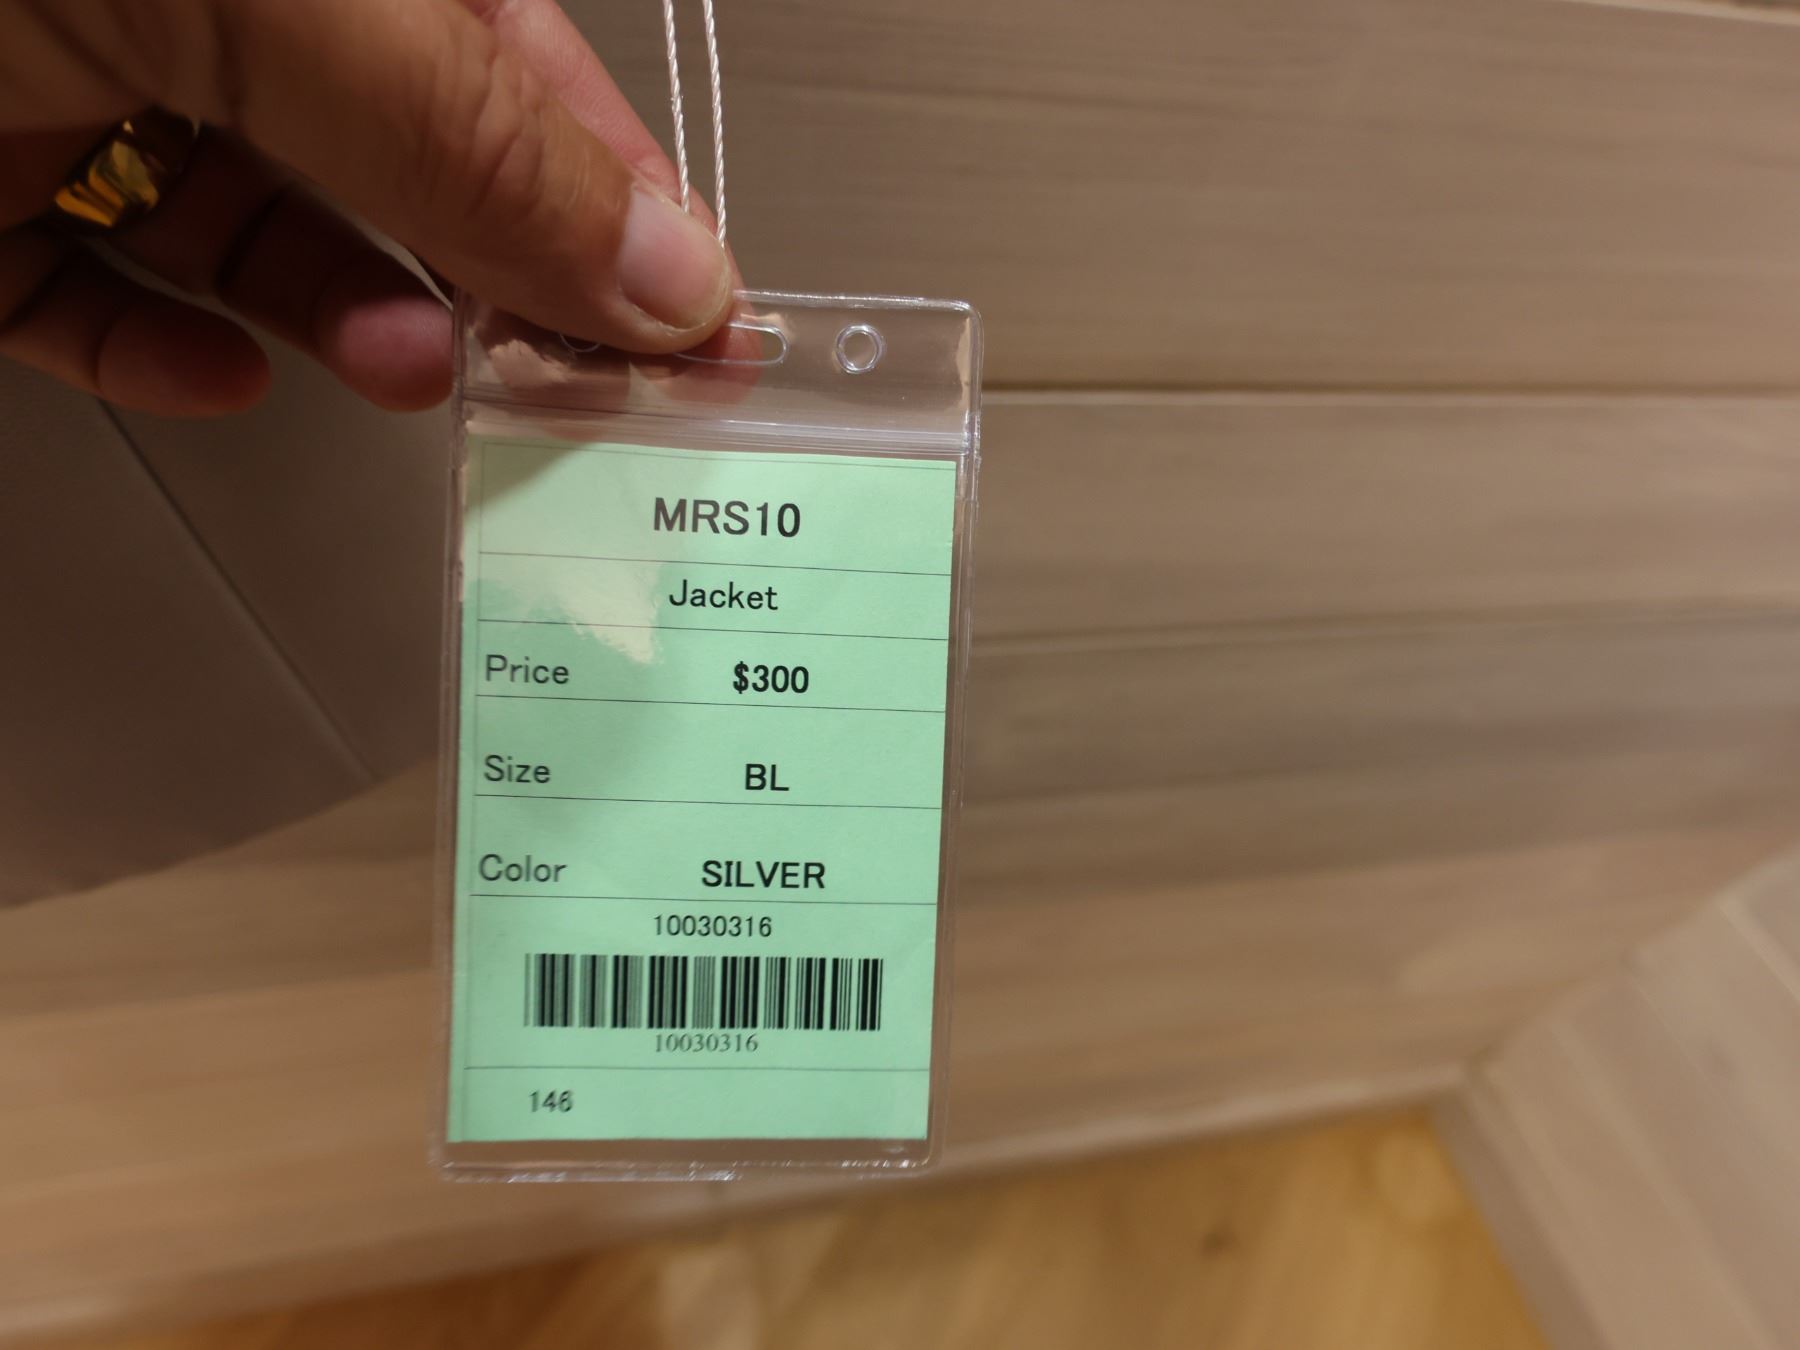 MRS10
Jacket
Price $300
Size BL
Color SILVER
10030316
10030316
146